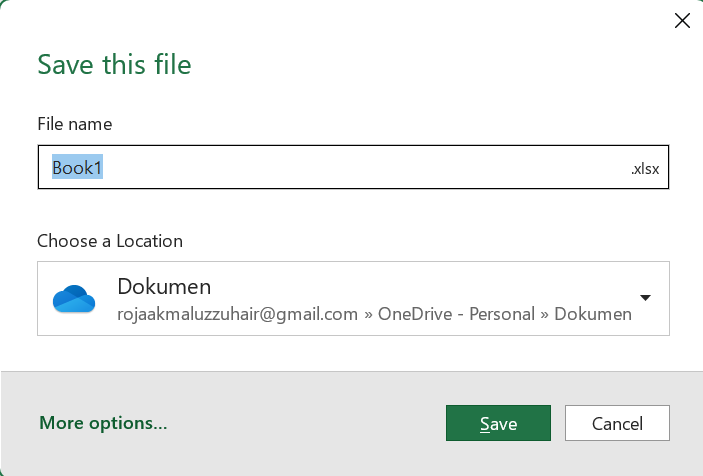 Save this file
File name
Book1 .xlsx
Choose a Location
Dokumen
rojaakmaluzzuhair@gmail.com » OneDrive - Personal » Dokumen
More options... Save Cancel